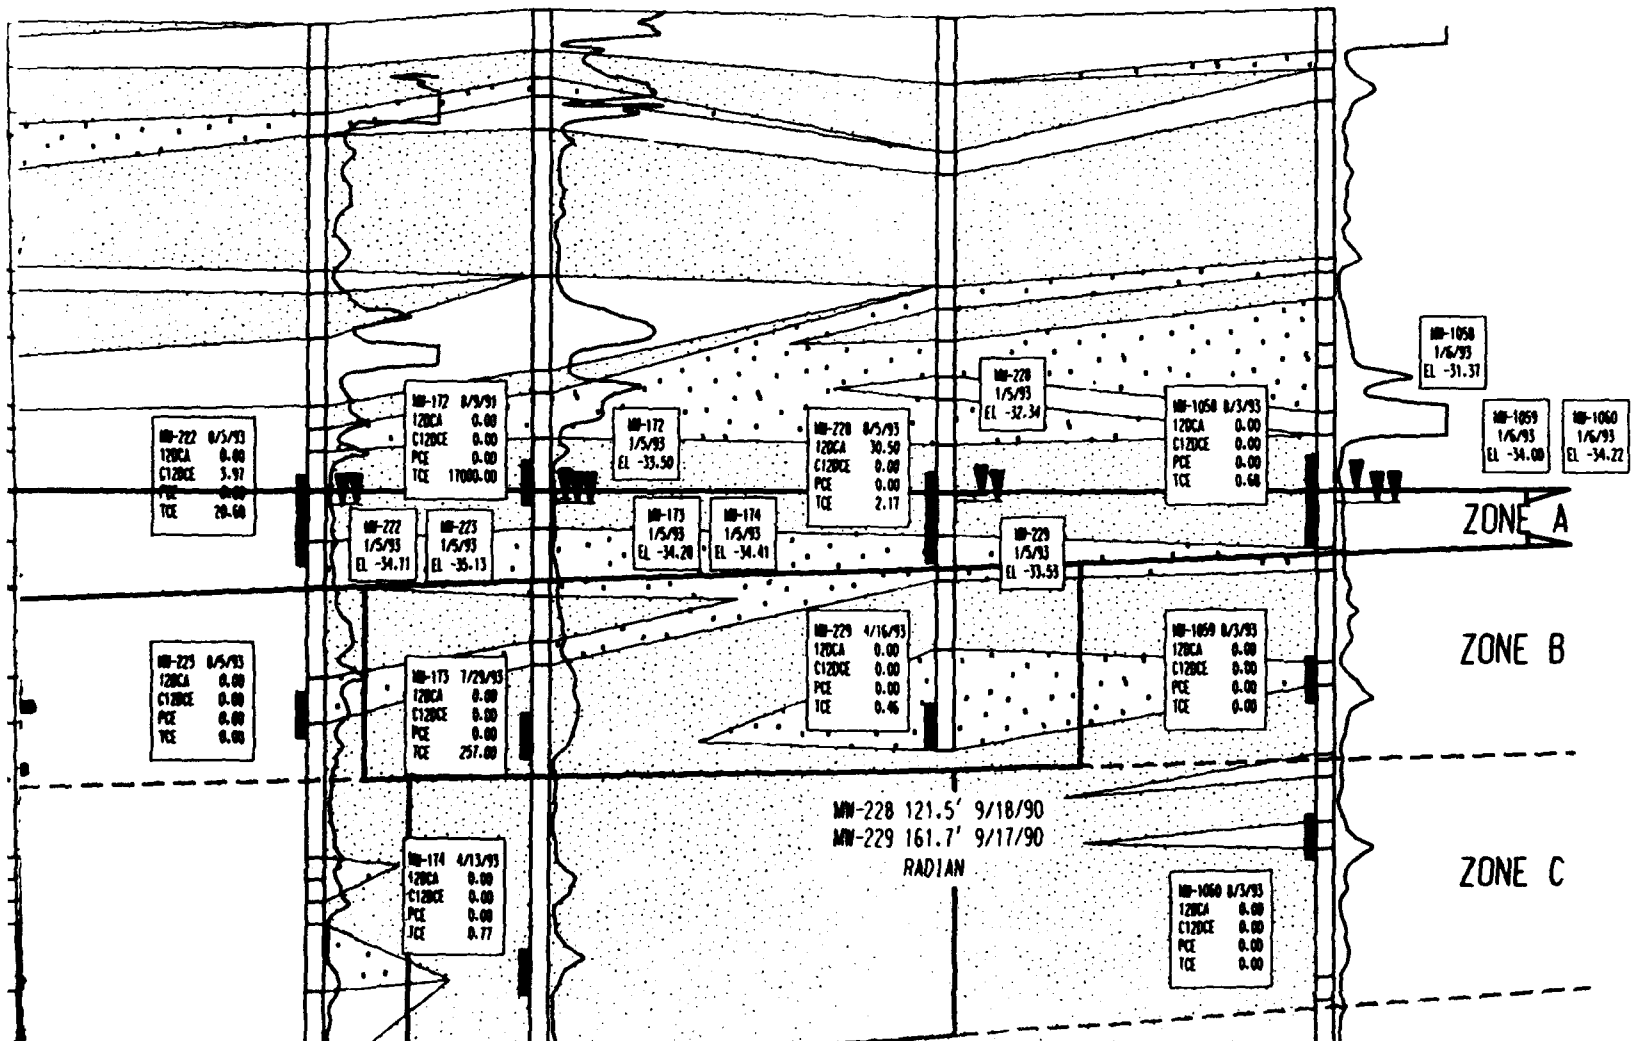 MW-1058
1/6/93
EL -31.37
MW-228
1/5/93
EL -32.34
MW-172 8/9/91
12DCA 0.00
C12DCE 0.00
PCE 0.00
TCE 17000.00
MW-1058 8/3/93
12DCA 0.00
C12DCE 0.00
PCE 0.00
TCE 0.68
MW-172
1/5/93
EL -33.50
MW-1059
1/6/93
EL -34.00
MW-1060
1/6/93
EL -34.22
MW-222 8/5/93
12DCA 0.00
C12DCE 3.97
PCE 0.00
TCE 20.60
MW-228 8/5/93
12DCA 30.50
C12DCE 0.00
PCE 0.00
TCE 2.17
ZONE A
MW-222
1/5/93
EL -34.71
MW-223
1/5/93
EL -35.13
MW-173
1/5/93
EL -34.20
MW-174
1/5/93
EL -34.41
MW-229
1/5/93
EL -33.53
MW-229 4/16/93
12DCA 0.00
C12DCE 0.00
PCE 0.00
TCE 0.46
MW-1059 8/3/93
12DCA 0.00
C12DCE 0.00
PCE 0.00
TCE 0.00
ZONE B
MW-223 8/5/93
12DCA 0.00
C12DCE 0.00
PCE 0.00
TCE 0.00
MW-173 7/29/93
12DCA 0.00
C12DCE 0.00
PCE 0.00
TCE 257.00
MW-228 121.5' 9/18/90
MW-229 161.7' 9/17/90
RADIAN
MW-174 4/13/93
12DCA 0.00
C12DCE 0.00
PCE 0.00
TCE 0.77
ZONE C
MW-1060 8/3/93
12DCA 0.00
C12DCE 0.00
PCE 0.00
TCE 0.00